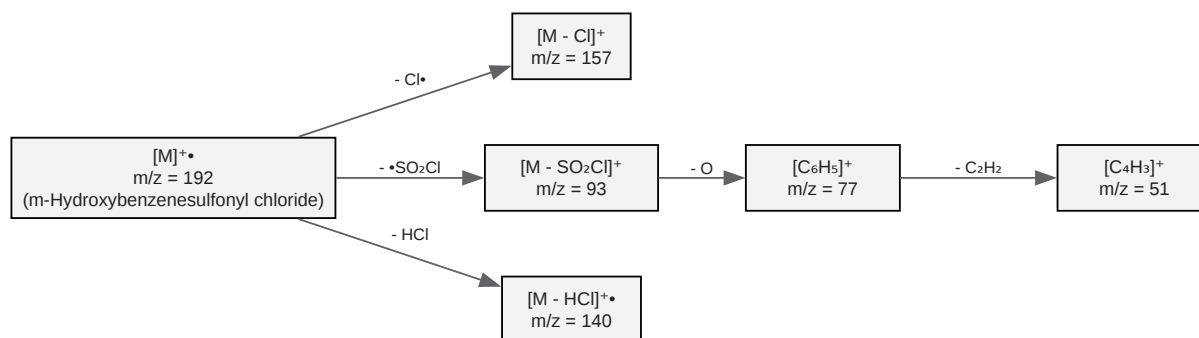 [M - Cl]⁺
m/z = 157
- Cl•
[M]⁺•
m/z = 192
(m-Hydroxybenzenesulfonyl chloride)
- •SO₂Cl
[M - SO₂Cl]⁺
m/z = 93
- O
[C₆H₅]⁺
m/z = 77
- C₂H₂
[C₄H₃]⁺
m/z = 51
- HCl
[M - HCl]⁺•
m/z = 140